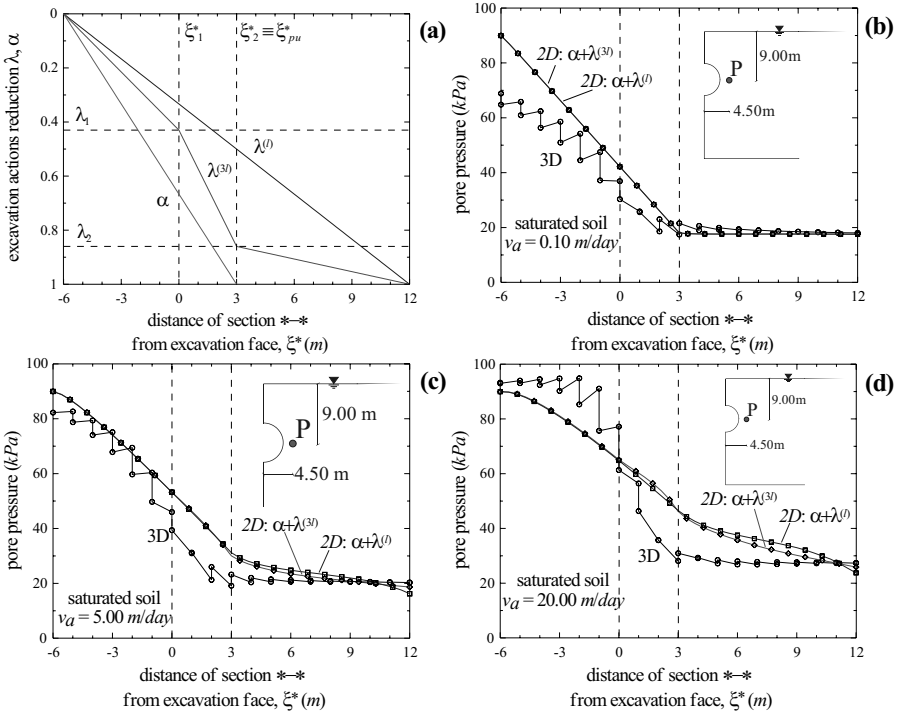 ξ*₁
ξ*₂ ≡ ξ*ₚᵤ
(a)
0
0.2
0.4
0.6
0.8
1
excavation actions reduction λ, α
λ₁
λ₂
α
λ⁽³ˡ⁾
λ⁽ˡ⁾
-6 -3 0 3 6 9 12
distance of section *–*
from excavation face, ξ* (m)
(b)
100
80
60
40
20
0
pore pressure (kPa)
2D: α+λ⁽³ˡ⁾
2D: α+λ⁽ˡ⁾
3D
9.00m
P
4.50m
saturated soil
vₐ = 0.10 m/day
-6 -3 0 3 6 9 12
distance of section *–*
from excavation face, ξ* (m)
(c)
100
80
60
40
20
0
pore pressure (kPa)
9.00 m
P
4.50 m
2D: α+λ⁽³ˡ⁾
2D: α+λ⁽ˡ⁾
3D
saturated soil
vₐ = 5.00 m/day
-6 -3 0 3 6 9 12
distance of section *–*
from excavation face, ξ* (m)
(d)
100
80
60
40
20
0
pore pressure (kPa)
9.00m
P
4.50m
2D: α+λ⁽³ˡ⁾
2D: α+λ⁽ˡ⁾
3D
saturated soil
vₐ = 20.00 m/day
-6 -3 0 3 6 9 12
distance of section *–*
from excavation face, ξ* (m)